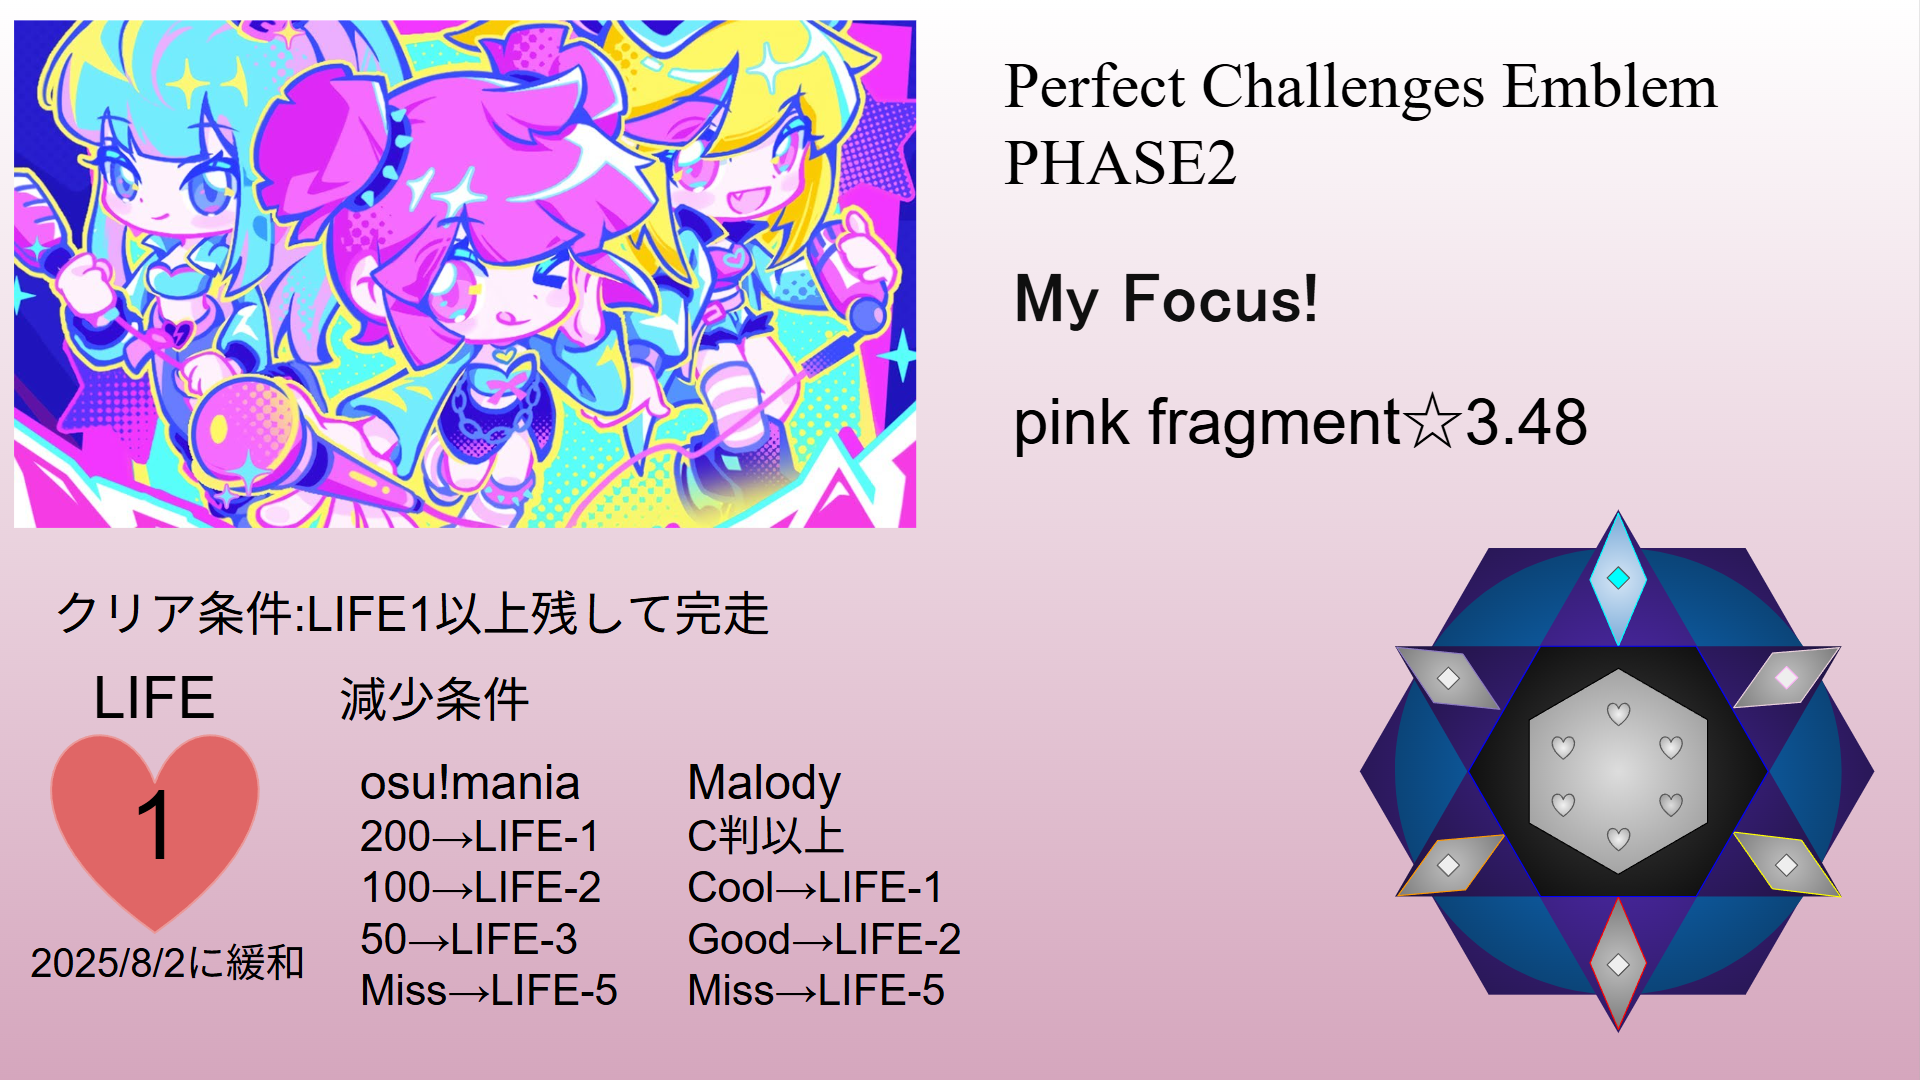 Perfect Challenges Emblem
PHASE2
My Focus!
pink fragment☆3.48
クリア条件:LIFE1以上残して完走
LIFE
1
2025/8/2に緩和
減少条件
osu!mania
200→LIFE-1
100→LIFE-2
50→LIFE-3
Miss→LIFE-5
Malody
C判以上
Cool→LIFE-1
Good→LIFE-2
Miss→LIFE-5